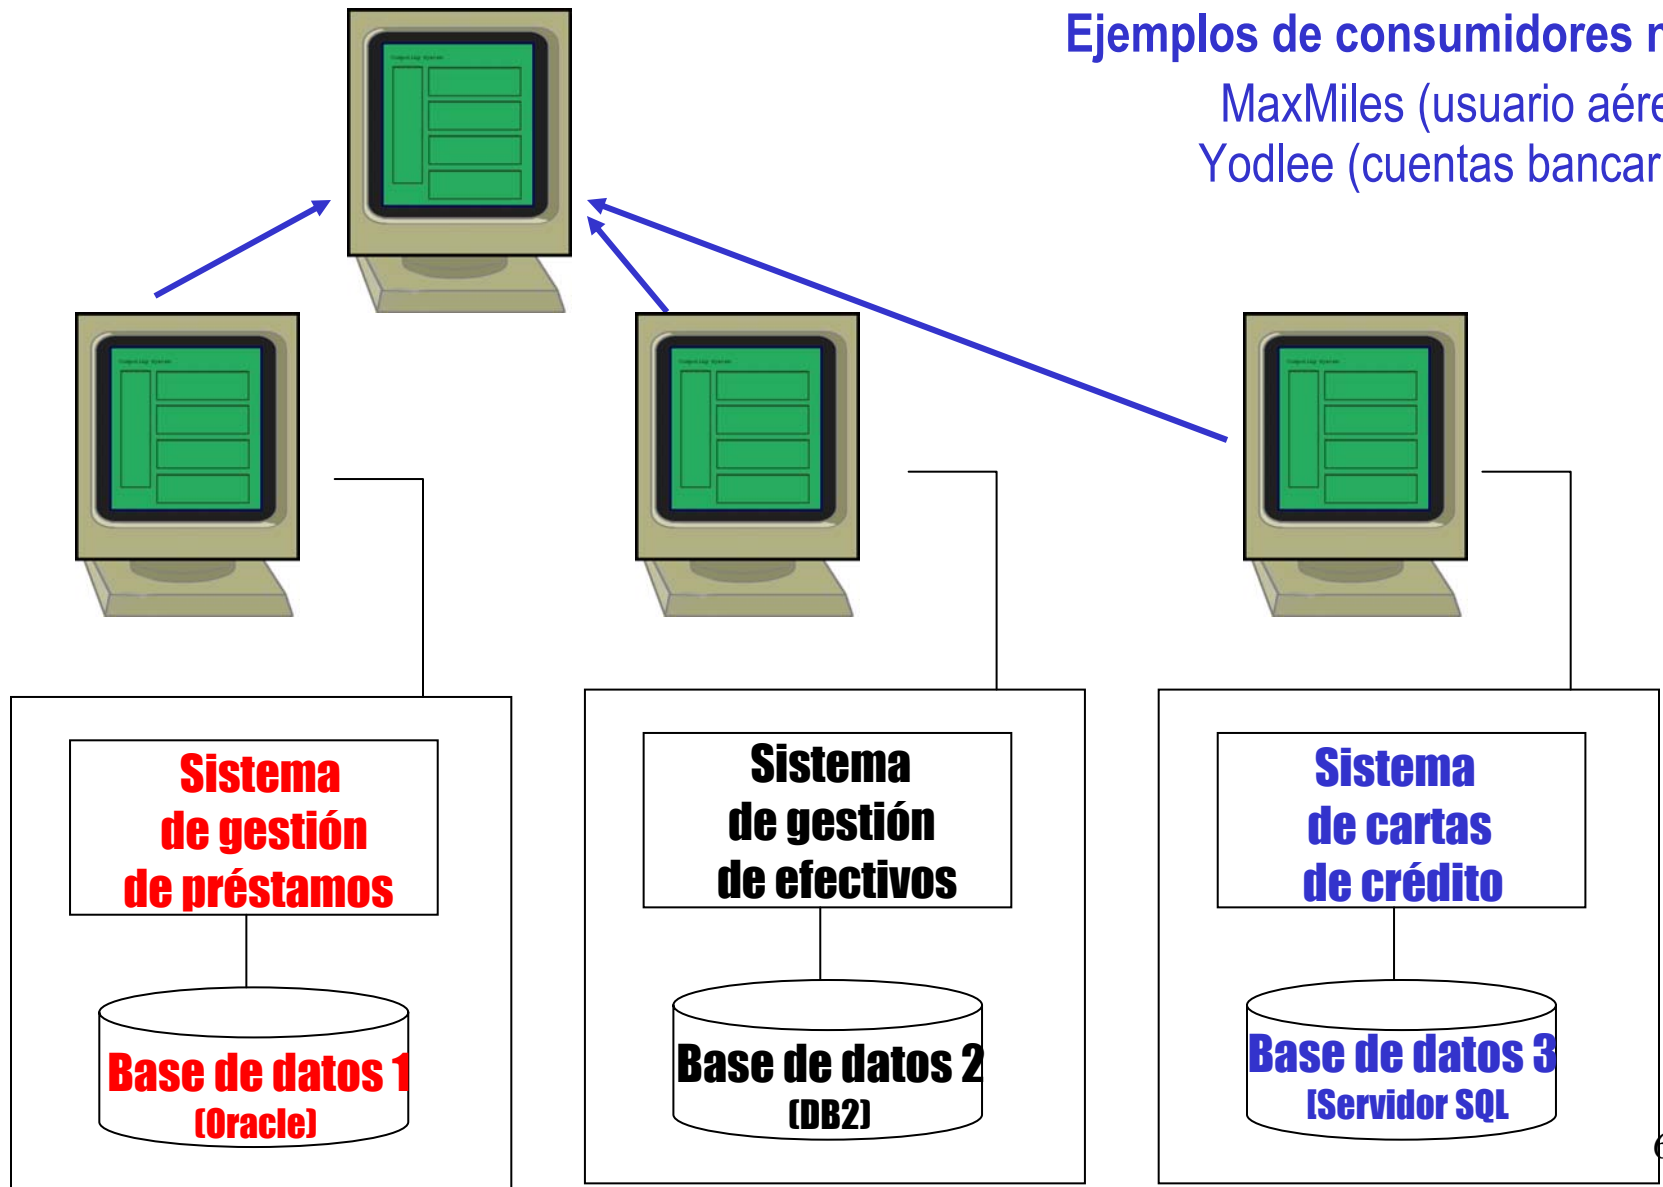 Ejemplos de consumidores
MaxMiles (usuario
Yodlee (cuentas
Sistema
de gestión
de préstamos
Base de datos 1
(Oracle)
Sistema
de gestión
de efectivos
Base de datos 2
(DB2)
Sistema
de cartas
de crédito
Base de datos 3
[Servidor SQL